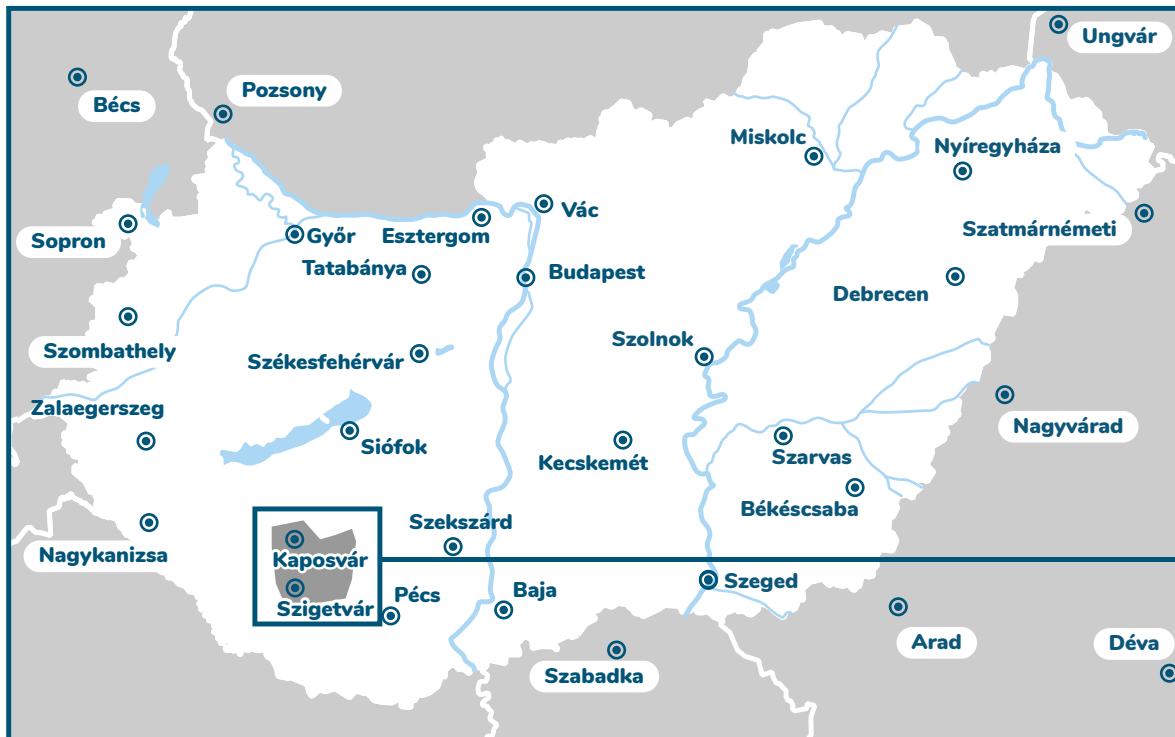 Ungvár
Bécs
Pozsony
Miskolc
Nyíregyháza
Vác
Sopron
Győr
Esztergom
Szatmárnémeti
Tatabánya
Budapest
Debrecen
Szombathely
Székesfehérvár
Szolnok
Zalaegerszeg
Siófok
Kecskemét
Szarvas
Nagyvárad
Békéscsaba
Szekszárd
Nagykanizsa
Kaposvár
Szigetvár
Pécs
Baja
Szeged
Szabadka
Arad
Déva